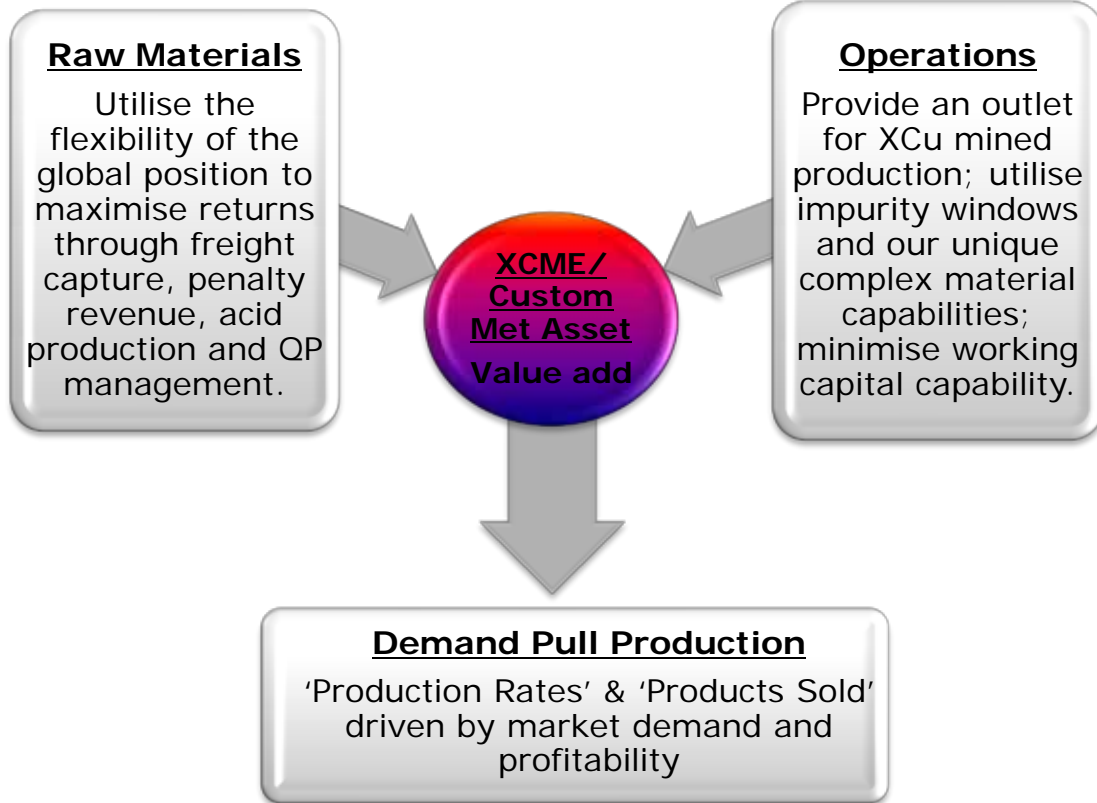 Raw Materials
Utilise the
flexibility of the
global position to
maximise returns
through freight
capture, penalty
revenue, acid
production and QP
management.
Operations
Provide an outlet
for XCu mined
production; utilise
impurity windows
and our unique
complex material
capabilities;
minimise working
capital capability.
XCME/
Custom
Met Asset
Value add
Demand Pull Production
‘Production Rates’ & ‘Products Sold’
driven by market demand and
profitability